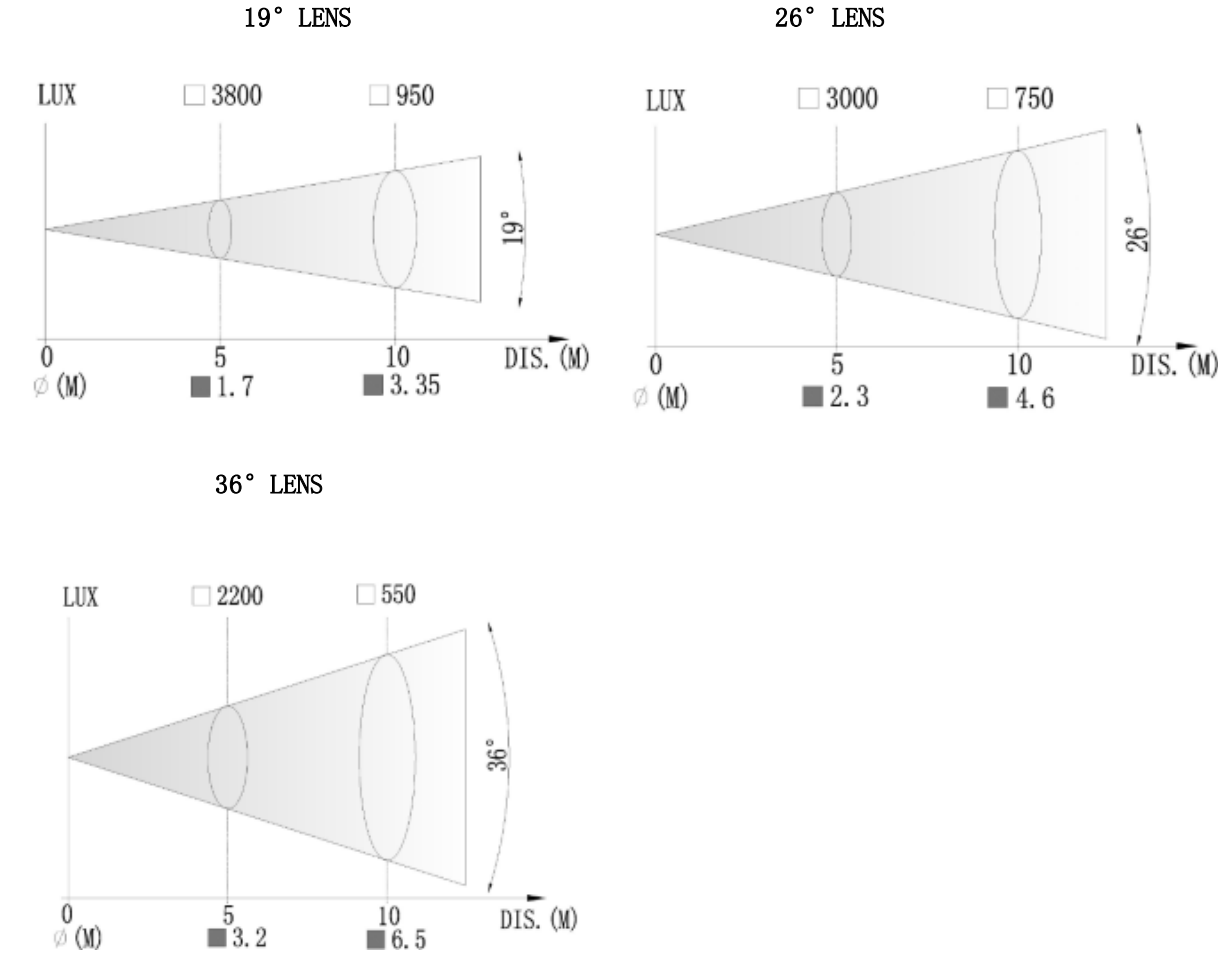 19° LENS
26° LENS
LUX □ 3800 □ 950
19°
0 5 10 DIS. (M)
∅ (M) ■ 1.7 ■ 3.35
LUX □ 3000 □ 750
26°
0 5 10 DIS. (M)
∅ (M) ■ 2.3 ■ 4.6
36° LENS
LUX □ 2200 □ 550
36°
0 5 10 DIS. (M)
∅ (M) ■ 3.2 ■ 6.5